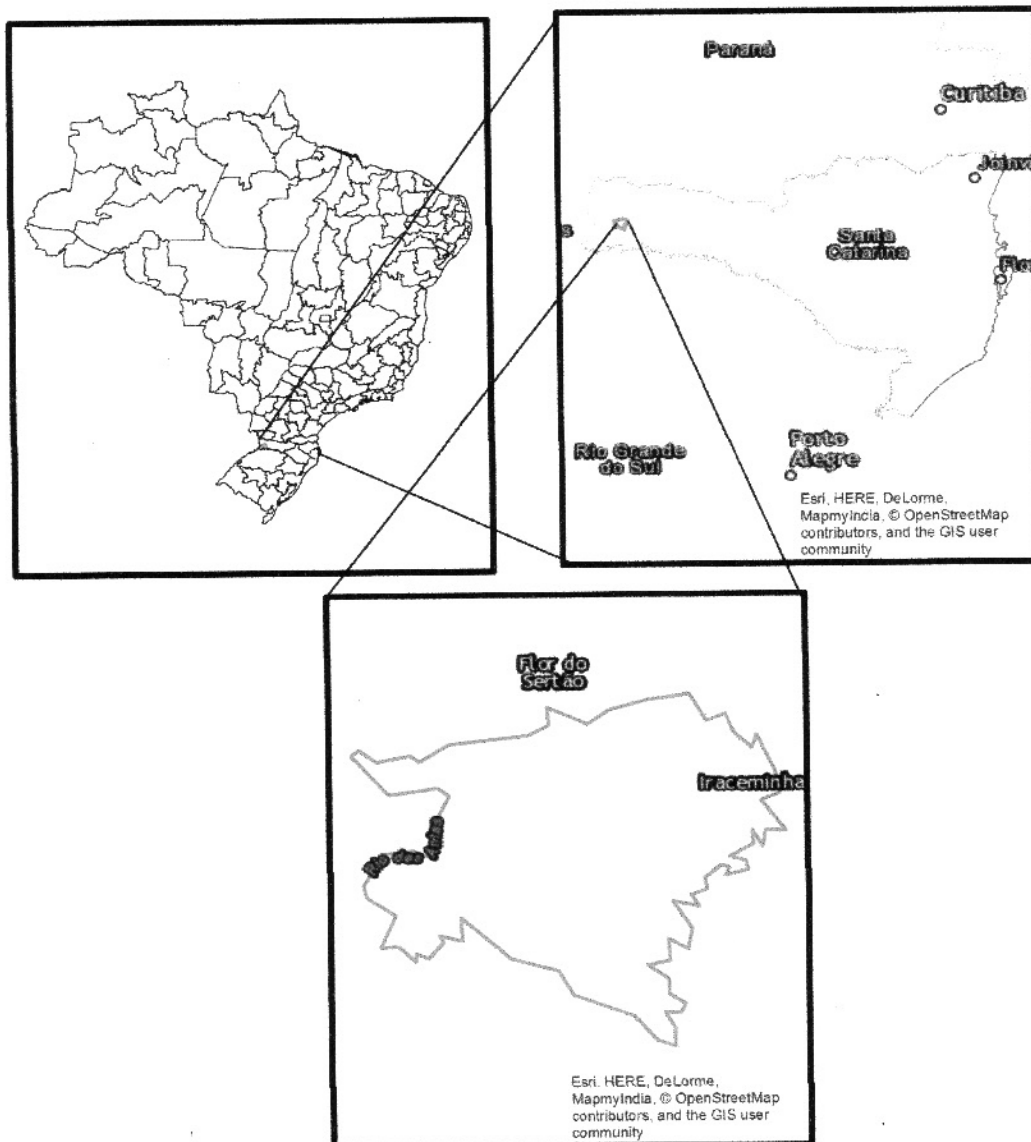 Paraná
Curitiba
Joinvi
s
Santa
Catarina
Flor
Rio Grande
do Sul
Porto
Alegre
Esri, HERE, DeLorme,
MapmyIndia, © OpenStreetMap
contributors, and the GIS user
community
Flor do
Sertão
Iraceminha
Rio das Antas
Esri, HERE, DeLorme,
MapmyIndia, © OpenStreetMap
contributors, and the GIS user
community